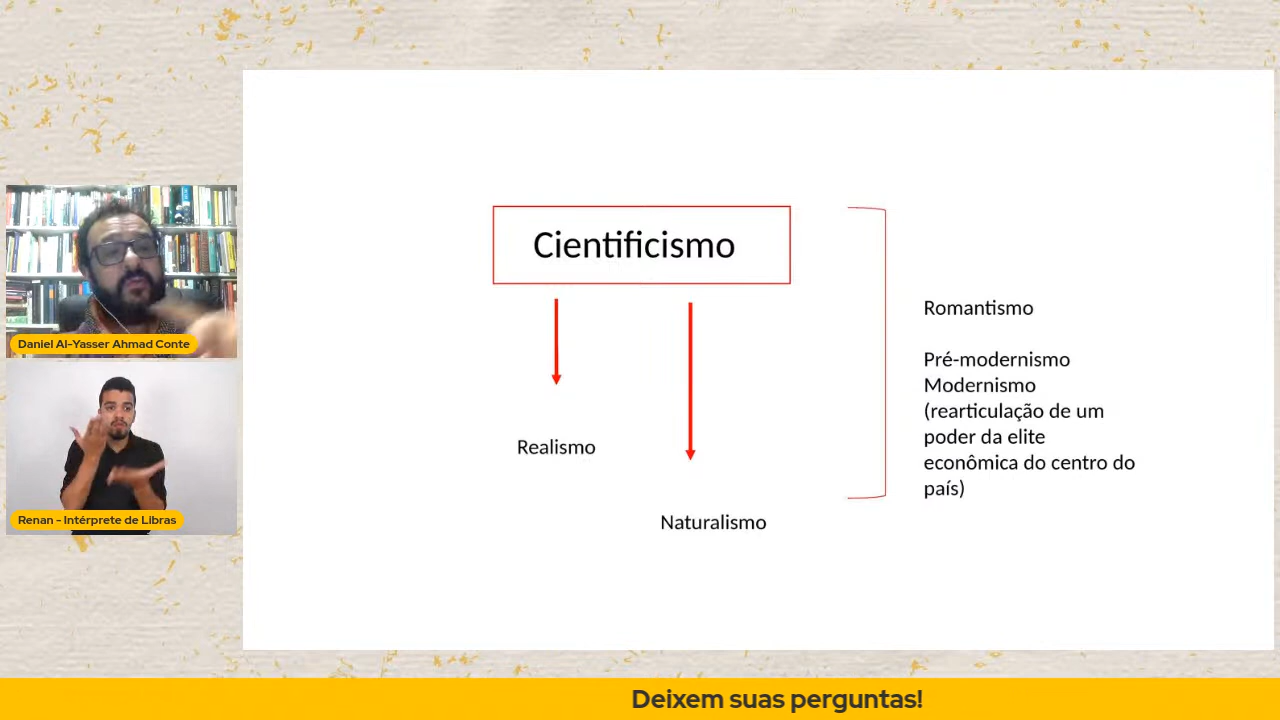 Cientificismo
Realismo
Naturalismo
Romantismo
Pré-modernismo
Modernismo
(rearticulação de um
poder da elite
econômica do centro do
país)
Daniel Al-Yasser Ahmad Conte
Renan - Intérprete de Libras
Deixem suas perguntas!